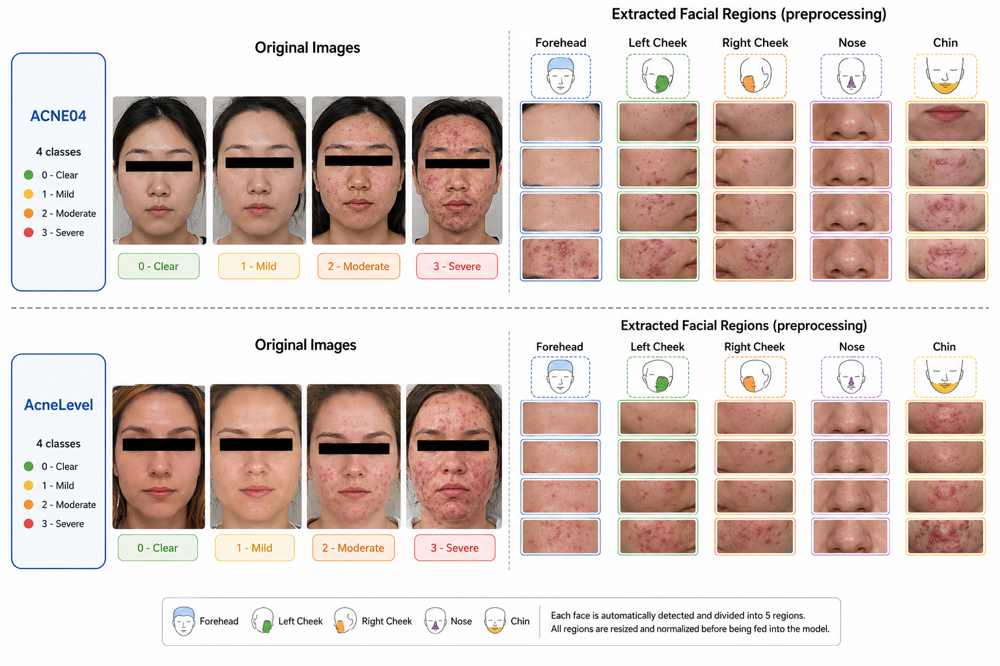 Extracted Facial Regions (preprocessing)
Original Images
Forehead
Left Cheek
Right Cheek
Nose
Chin
ACNE04
4 classes
0 - Clear
1 - Mild
2 - Moderate
3 - Severe
0 - Clear
1 - Mild
2 - Moderate
3 - Severe
Extracted Facial Regions (preprocessing)
Original Images
Forehead
Left Cheek
Right Cheek
Nose
Chin
AcneLevel
4 classes
0 - Clear
1 - Mild
2 - Moderate
3 - Severe
0 - Clear
1 - Mild
2 - Moderate
3 - Severe
Forehead
Left Cheek
Right Cheek
Nose
Chin
Each face is automatically detected and divided into 5 regions.
All regions are resized and normalized before being fed into the model.